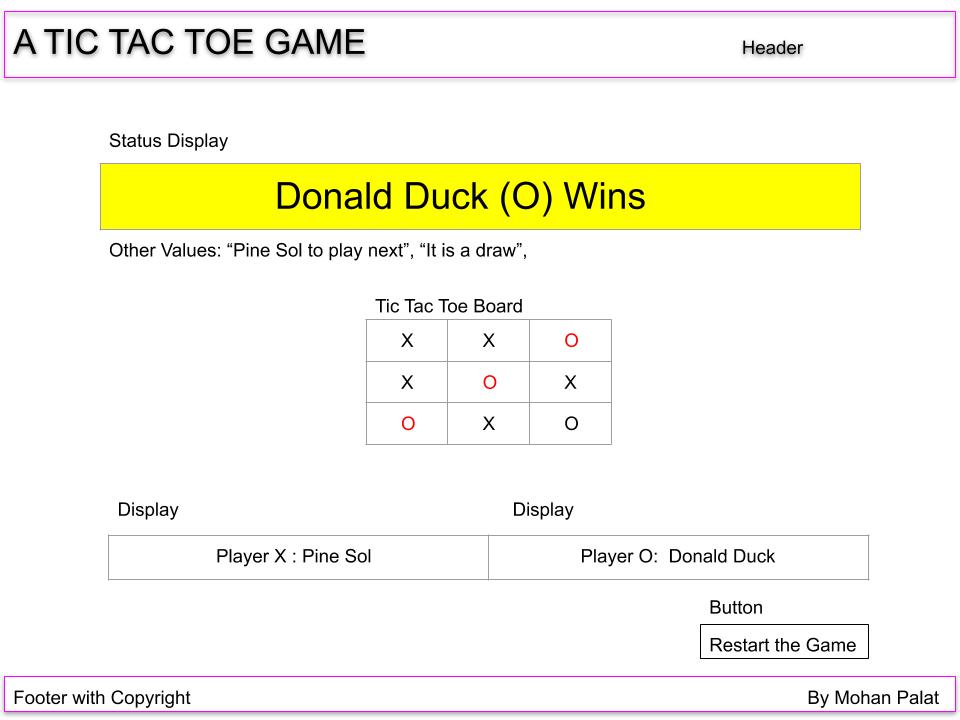 A TIC TAC TOE GAME Header
Status Display
Donald Duck (O) Wins
Other Values: “Pine Sol to play next”, “It is a draw”,
Tic Tac Toe Board
X X O
X O X
O X O
Display Display
Player X : Pine Sol Player O: Donald Duck
Button
Restart the Game
Footer with Copyright By Mohan Palat